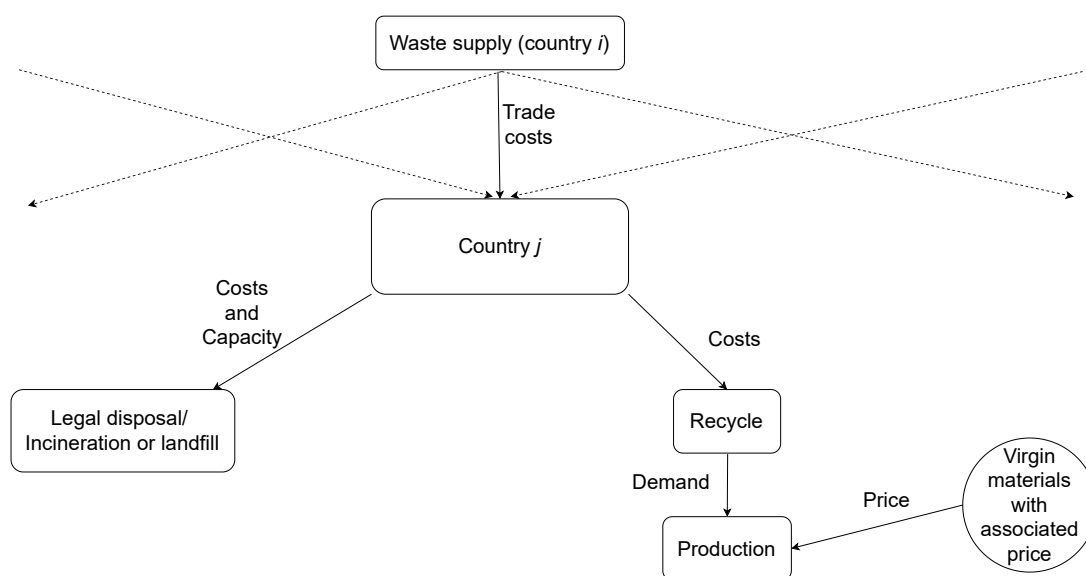 Waste supply (country i)
Trade
costs
Country j
Costs
and
Capacity
Costs
Legal disposal/
Incineration or landfill
Recycle
Demand
Price
Virgin
materials
with
associated
price
Production